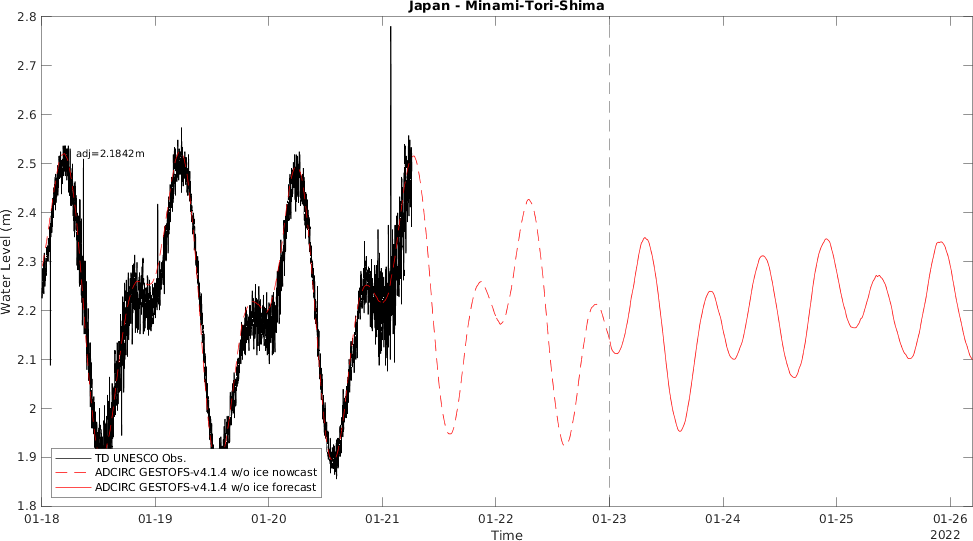 Japan - Minami-Tori-Shima
2.8
2.7
2.6
2.5
2.4
2.3
2.2
2.1
2
1.9
1.8
Water Level (m)
adj=2.1842m
TD UNESCO Obs.
ADCIRC GESTOFS-v4.1.4 w/o ice nowcast
ADCIRC GESTOFS-v4.1.4 w/o ice forecast
01-18 01-19 01-20 01-21 01-22 01-23 01-24 01-25 01-26
Time 2022